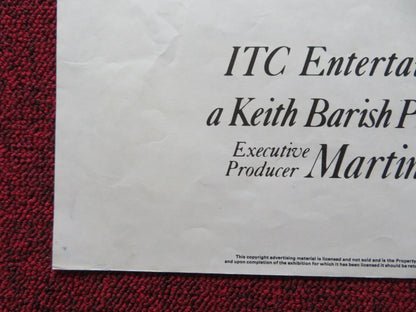 ITC Enterta
a Keith Barish P
Executive
Producer Martin
This copyright advertising material is licensed and not sold and is the Property
and upon completion of the exhibition for which it has been licensed it should be retu